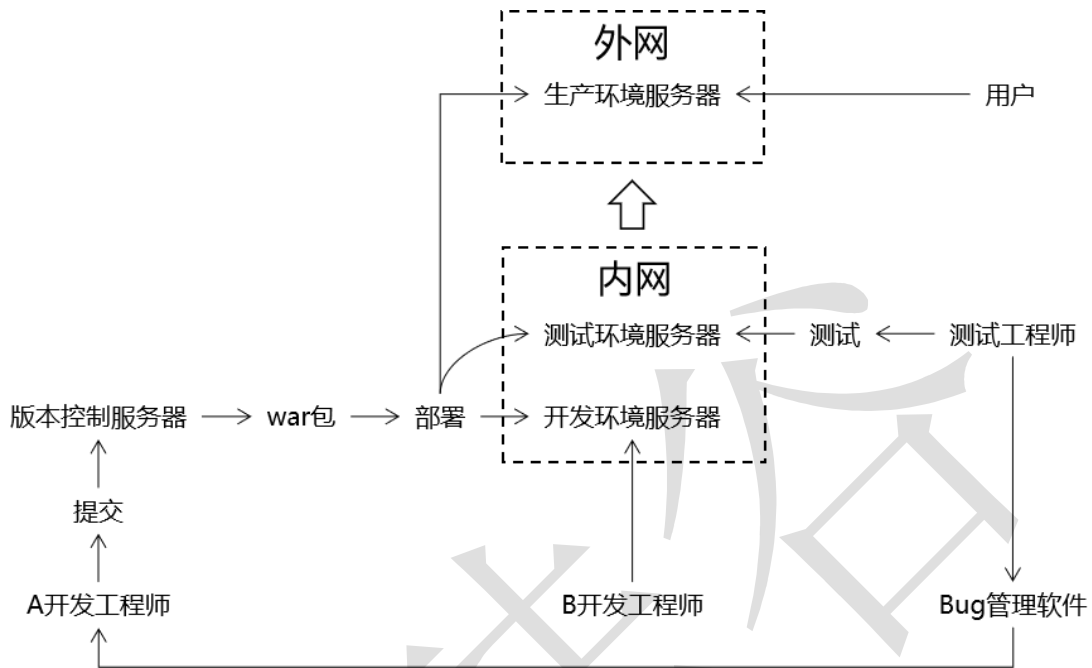 外网
生产环境服务器
用户
内网
测试环境服务器
测试
测试工程师
版本控制服务器
war包
部署
开发环境服务器
提交
A开发工程师
B开发工程师
Bug管理软件